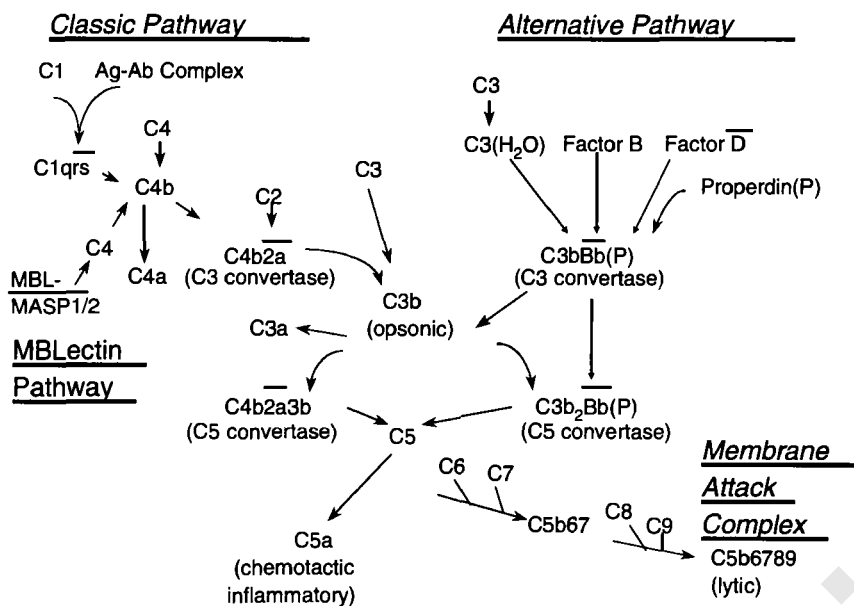 Classic Pathway
Alternative Pathway
C1 Ag-Ab Complex
C3
C4
C3(H₂O) Factor B Factor D̅
C1qrs
C3
Properdin(P)
C4b
C2
C4
C4b2a
(C3 convertase)
C3bBb(P)
(C3 convertase)
MBL-
MASP1/2
C4a
C3b
(opsonic)
C3a
MBLectin
Pathway
C4b2a3b
(C5 convertase)
C3b₂Bb(P)
(C5 convertase)
C5
Membrane
Attack
Complex
C6 C7
C5b67
C8 C9
C5a
(chemotactic
inflammatory)
C5b6789
(lytic)